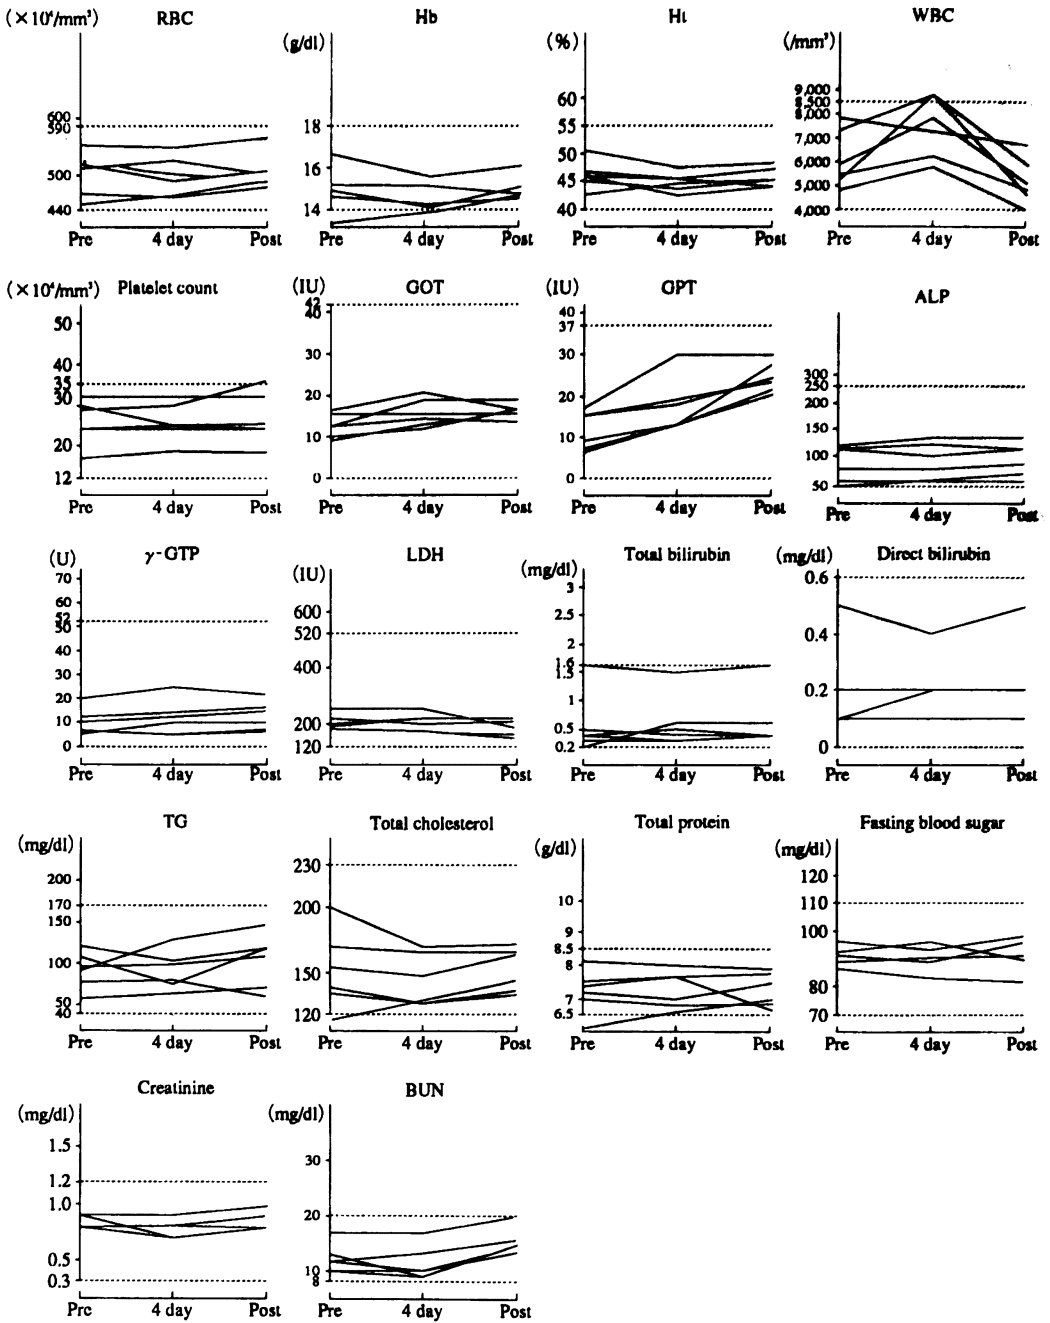 RBC
(×10⁴/mm³)
600
590
500
440
Pre 4 day Post
Hb
(g/dl)
18
16
14
Pre 4 day Post
Ht
(%)
60
55
50
45
40
Pre 4 day Post
WBC
(/mm³)
9,000
8,500
8,000
7,000
6,000
5,000
4,000
Pre 4 day Post
Platelet count
(×10⁴/mm³)
50
40
35
30
20
12
Pre 4 day Post
GOT
(IU)
42
40
30
20
10
0
Pre 4 day Post
GPT
(IU)
40
37
30
20
10
0
Pre 4 day Post
ALP
300
250
200
150
100
50
Pre 4 day Post
γ-GTP
(U)
70
60
52
50
40
30
20
10
0
Pre 4 day Post
LDH
(IU)
600
520
400
200
120
Pre 4 day Post
Total bilirubin
(mg/dl)
3
2.5
2
1.6
1.5
1
0.5
0.2
Pre 4 day Post
Direct bilirubin
(mg/dl)
0.6
0.4
0.2
0
Pre 4 day Post
TG
(mg/dl)
200
170
150
100
50
40
Pre 4 day Post
Total cholesterol
(mg/dl)
230
200
150
120
Pre 4 day Post
Total protein
(g/dl)
10
9
8.5
8
7
6.5
Pre 4 day Post
Fasting blood sugar
(mg/dl)
120
110
100
90
80
70
Pre 4 day Post
Creatinine
(mg/dl)
1.5
1.2
1.0
0.5
0.3
Pre 4 day Post
BUN
(mg/dl)
30
20
10
8
Pre 4 day Post